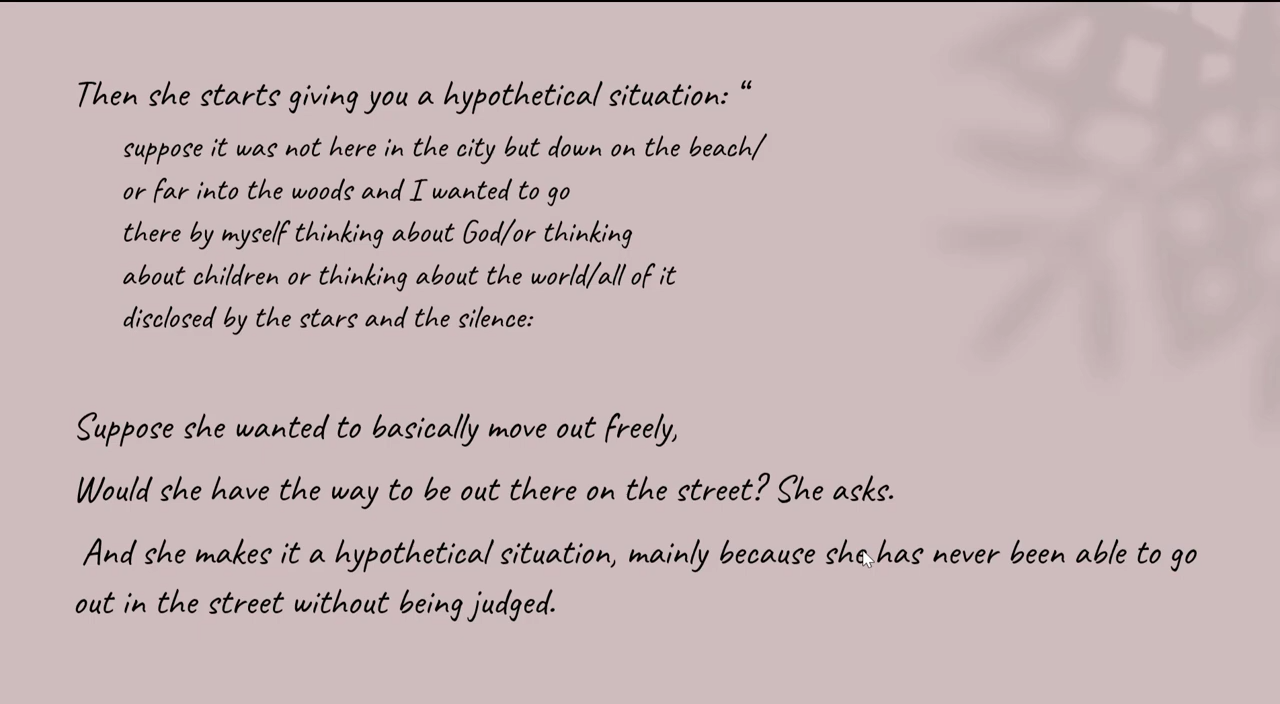 Then she starts giving you a hypothetical situation: “
suppose it was not here in the city but down on the beach/
or far into the woods and I wanted to go
there by myself thinking about God/or thinking
about children or thinking about the world/all of it
disclosed by the stars and the silence:
Suppose she wanted to basically move out freely,
Would she have the way to be out there on the street? She asks.
And she makes it a hypothetical situation, mainly because she has never been able to go
out in the street without being judged.